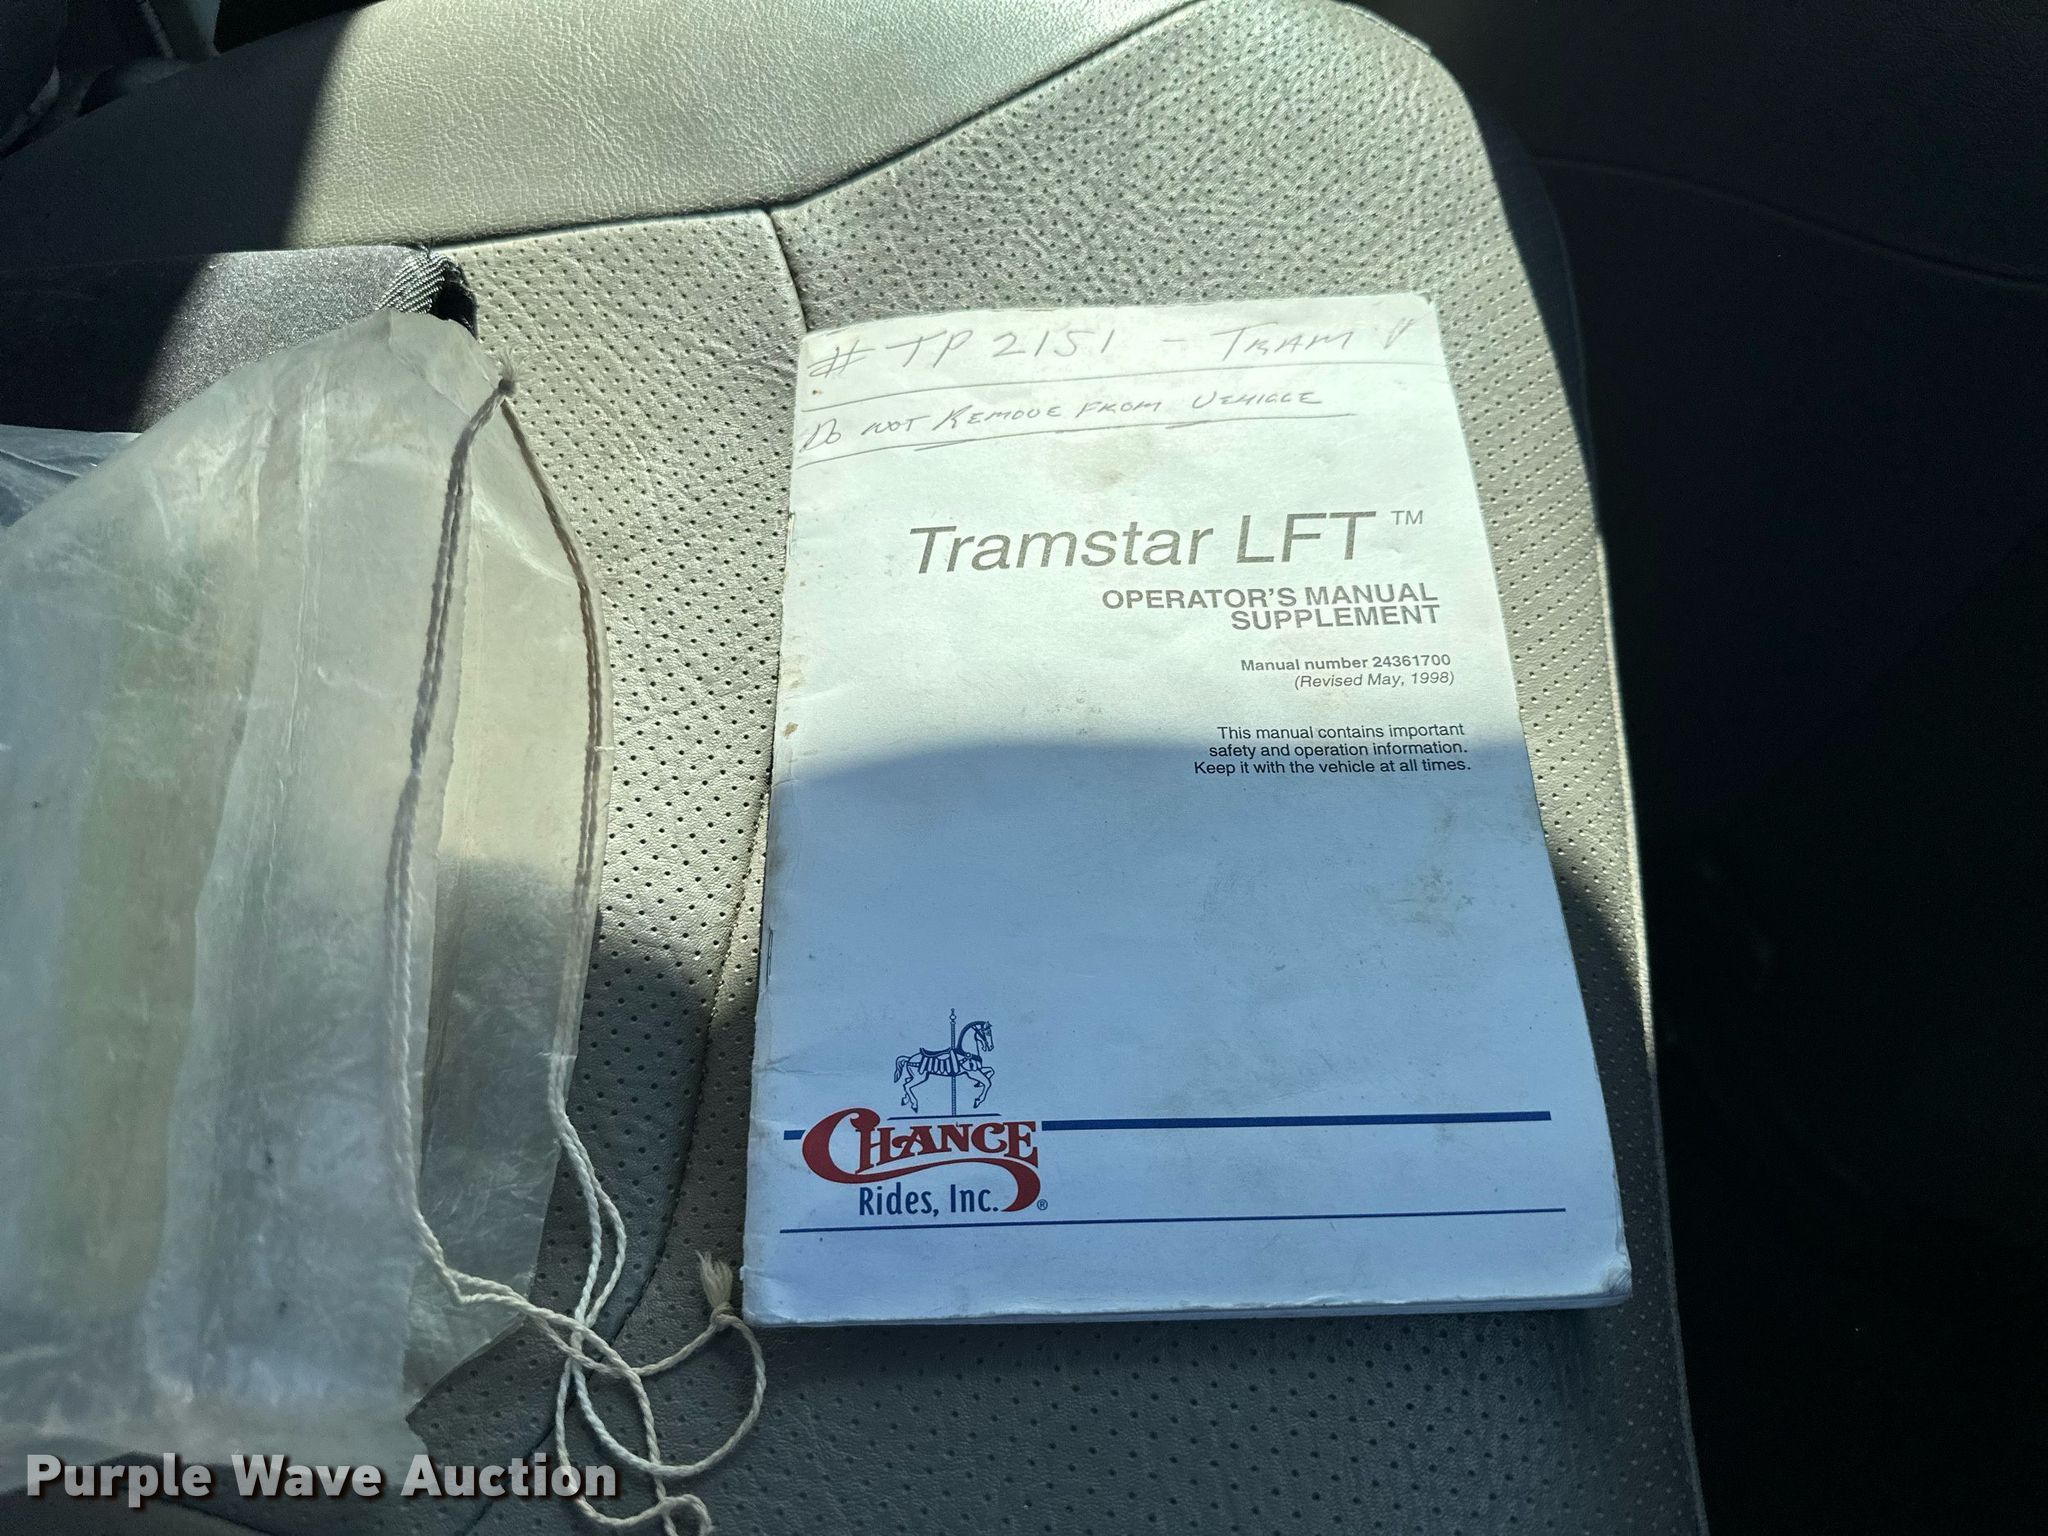 # TP 2151 - TRAM
DO NOT REMOVE FROM VEHICLE
Tramstar LFT ™
OPERATOR'S MANUAL
SUPPLEMENT
Manual number 24361700
(Revised May, 1998)
This manual contains important
safety and operation information.
Keep it with the vehicle at all times.
CHANCE
Rides, Inc. ®
Purple Wave Auction